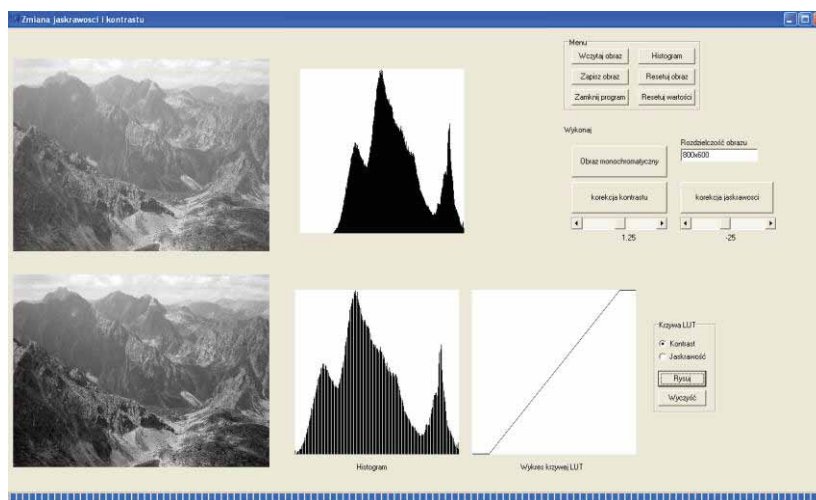 Zmiana jaskrawosci i kontrastu
Menu
Wczytaj obraz
Histogram
Zapisz obraz
Resetuj obraz
Zamknij program
Resetuj wartości
Wykonaj
Rozdzielczość obrazu
800x600
Obraz monochromatyczny
korekcja kontrastu
korekcja jaskrawosci
1.25
-25
Krzywa LUT
Kontrast
Jaskrawość
Rysuj
Wyczyść
Histogram
Wykres krzywej LUT